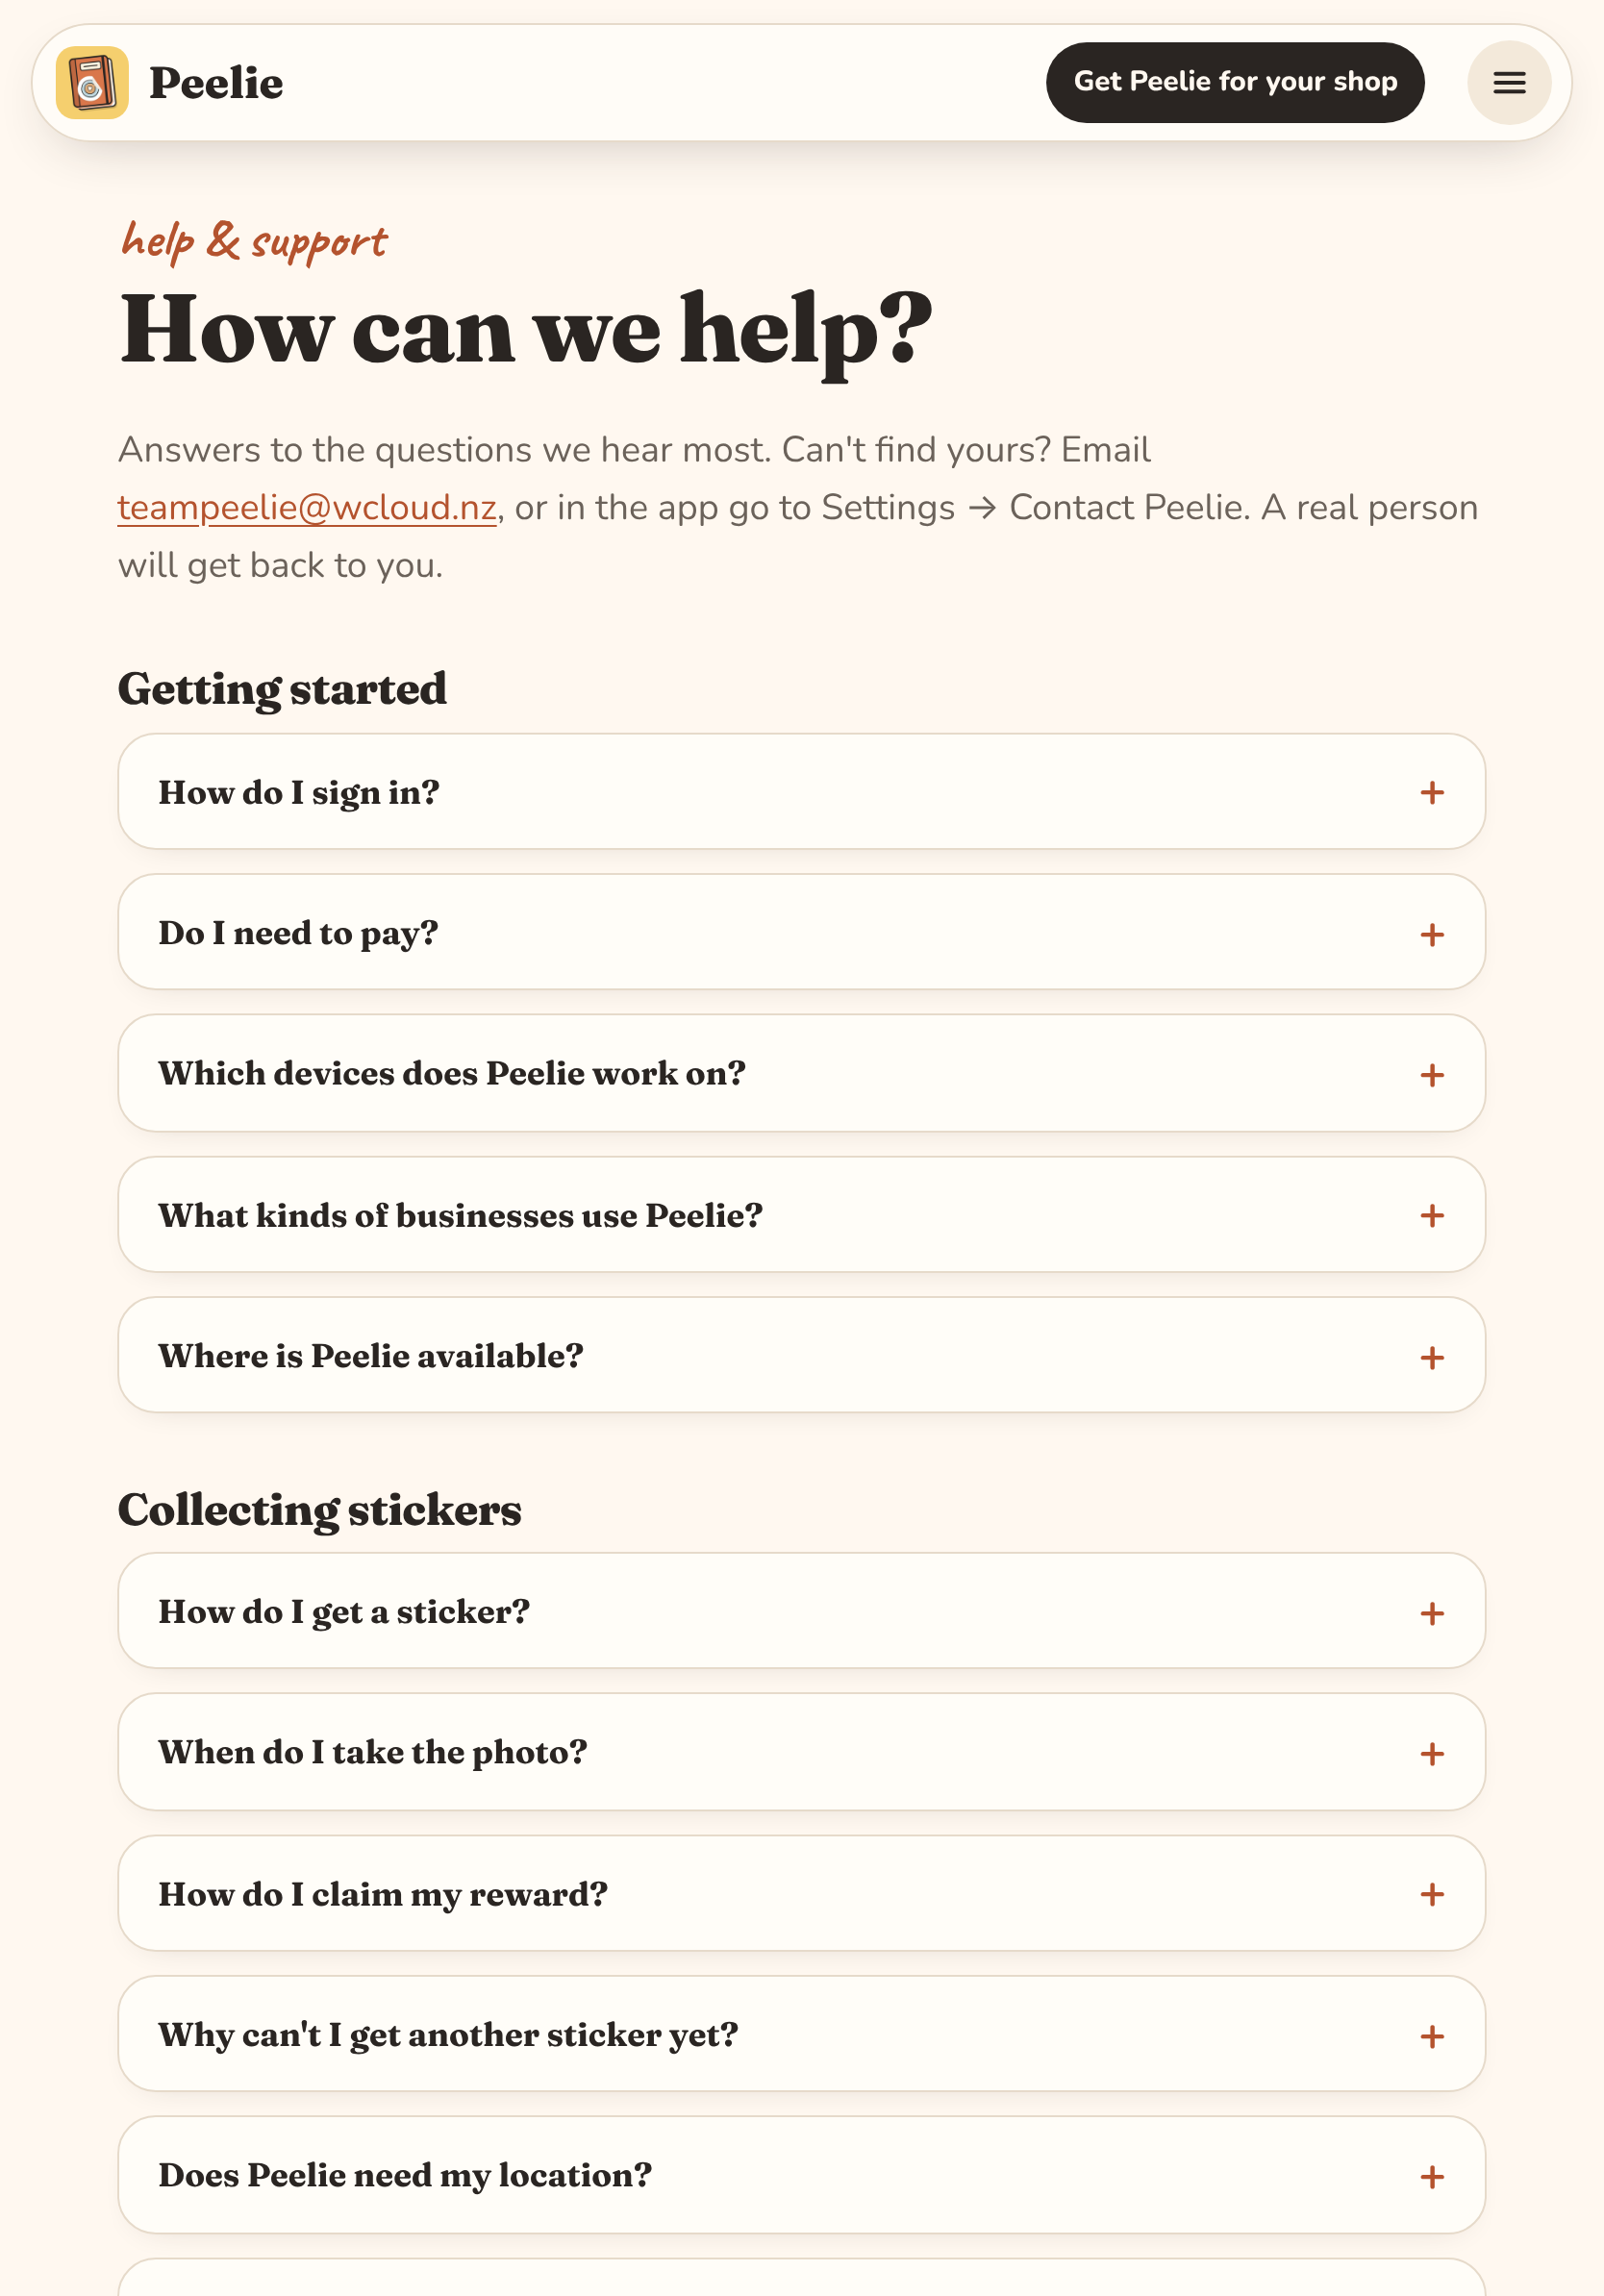 Peelie
Get Peelie for your shop
help & support
How can we help?
Answers to the questions we hear most. Can't find yours? Email
teampeelie@wcloud.nz, or in the app go to Settings → Contact Peelie. A real person
will get back to you.
Getting started
How do I sign in?
Do I need to pay?
Which devices does Peelie work on?
What kinds of businesses use Peelie?
Where is Peelie available?
Collecting stickers
How do I get a sticker?
When do I take the photo?
How do I claim my reward?
Why can't I get another sticker yet?
Does Peelie need my location?